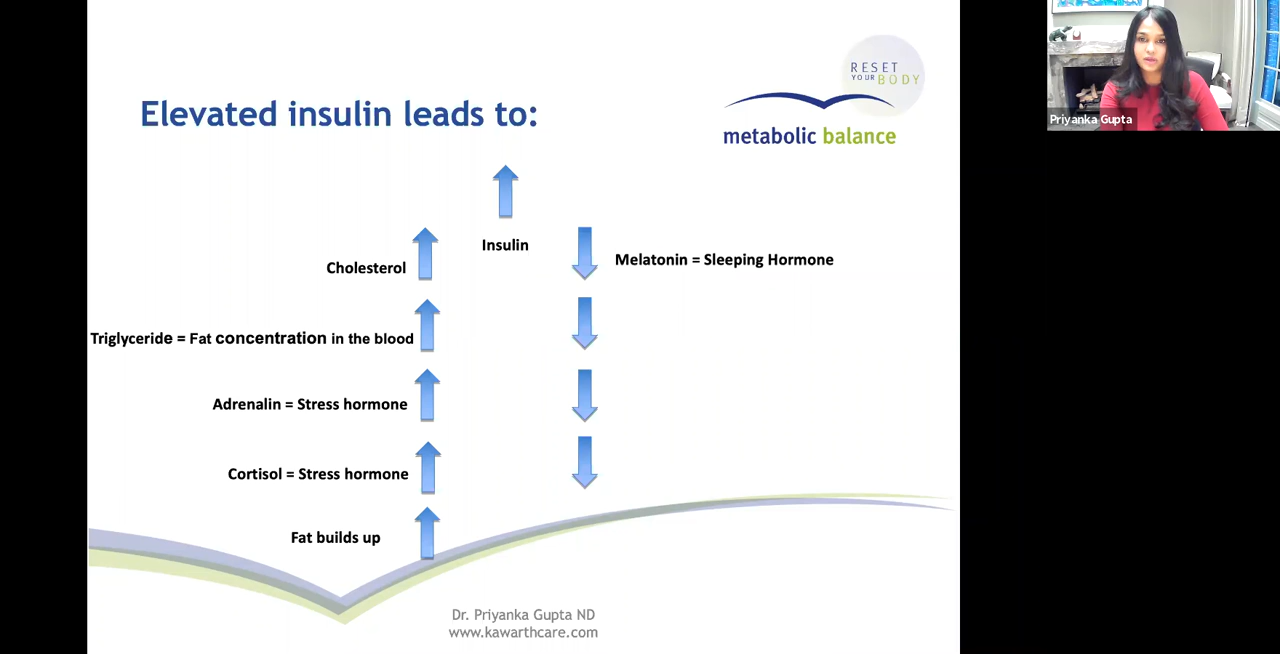 RESET
YOUR BODY
metabolic balance
Elevated insulin leads to:
Insulin
Cholesterol
Melatonin = Sleeping Hormone
Triglyceride = Fat concentration in the blood
Adrenalin = Stress hormone
Cortisol = Stress hormone
Fat builds up
Dr. Priyanka Gupta ND
www.kawarthcare.com
Priyanka Gupta